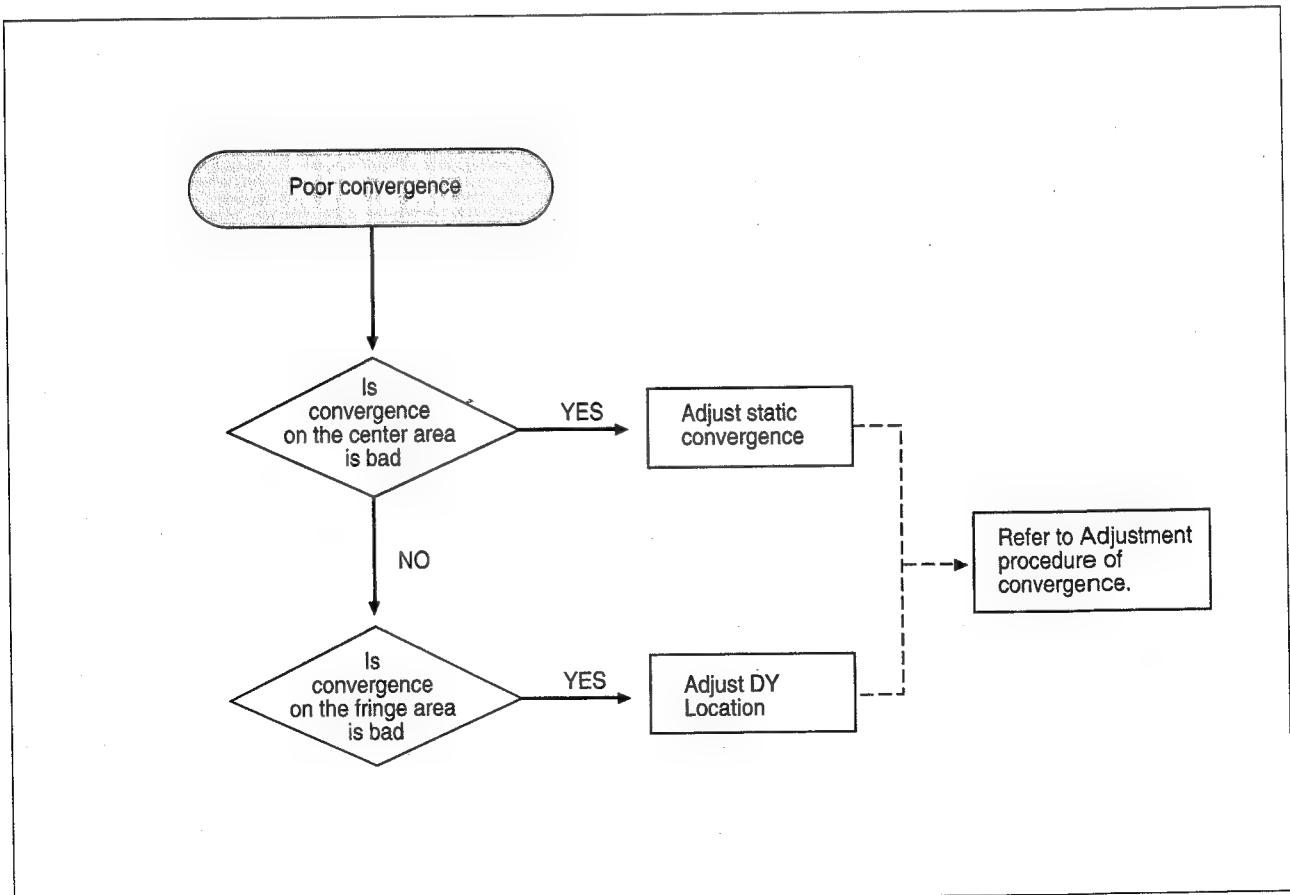 Poor convergence
Is
convergence
on the center area
is bad
YES
Adjust static
convergence
NO
Refer to Adjustment
procedure of
convergence.
Is
convergence
on the fringe area
is bad
YES
Adjust DY
Location